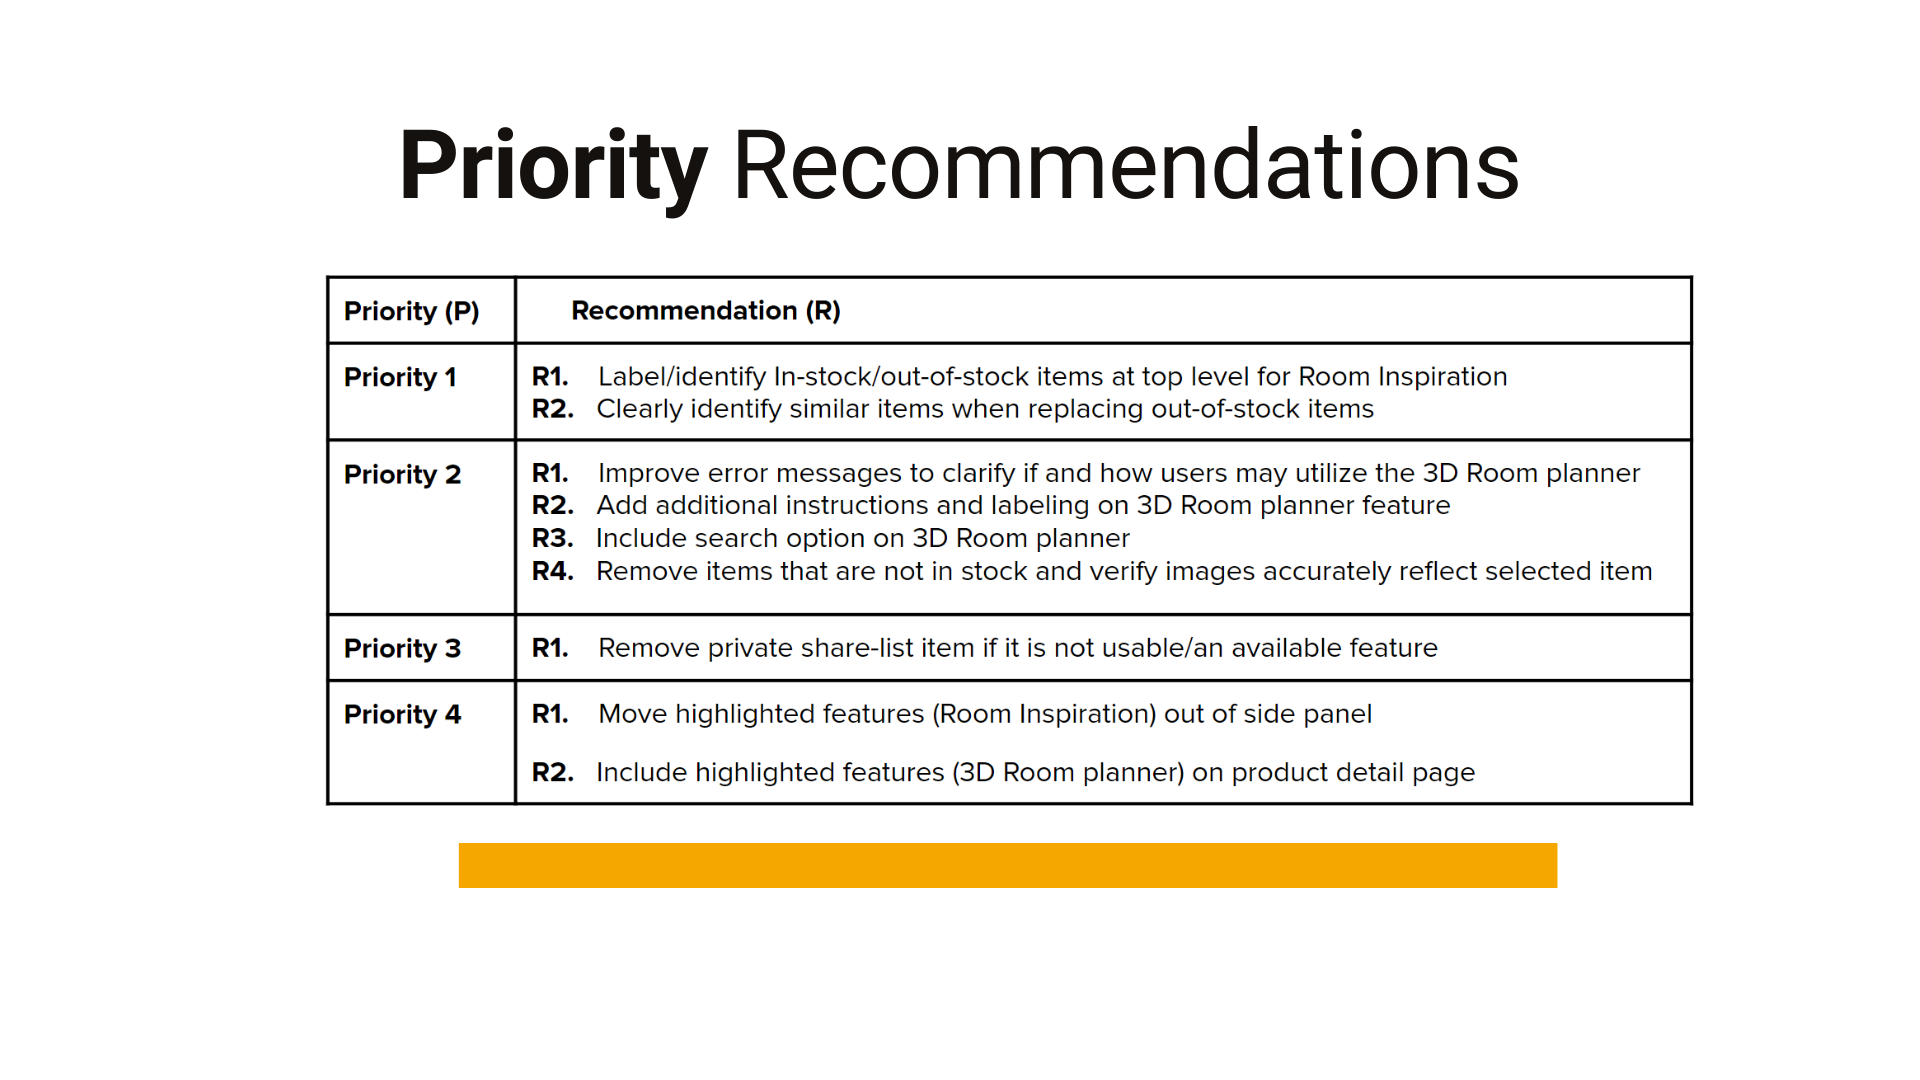 Priority Recommendations
Priority (P) Recommendation (R)
Priority 1 R1. Label/identify In-stock/out-of-stock items at top level for Room Inspiration
R2. Clearly identify similar items when replacing out-of-stock items
Priority 2 R1. Improve error messages to clarify if and how users may utilize the 3D Room planner
R2. Add additional instructions and labeling on 3D Room planner feature
R3. Include search option on 3D Room planner
R4. Remove items that are not in stock and verify images accurately reflect selected item
Priority 3 R1. Remove private share-list item if it is not usable/an available feature
Priority 4 R1. Move highlighted features (Room Inspiration) out of side panel
R2. Include highlighted features (3D Room planner) on product detail page